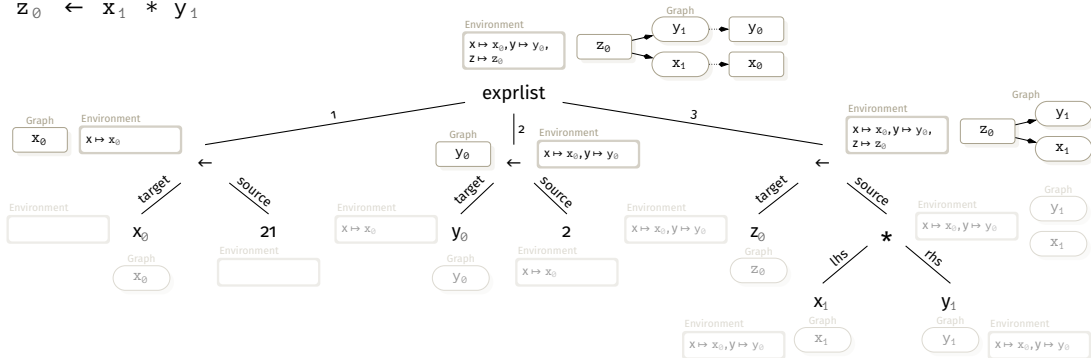 z₀ ← x₁ * y₁
Environment
x ↦ x₀, y ↦ y₀,
z ↦ z₀
Graph
z₀
y₁
y₀
x₁
x₀
exprlist
1
2
3
Graph
x₀
Environment
x ↦ x₀
←
y₀
Graph
←
Environment
x ↦ x₀, y ↦ y₀
←
Environment
x ↦ x₀, y ↦ y₀,
z ↦ z₀
Graph
z₀
y₁
x₁
target
source
target
source
target
source
Environment
x₀
Graph
x₀
21
Environment
Environment
x ↦ x₀
y₀
Graph
y₀
2
Environment
x ↦ x₀
Environment
x ↦ x₀, y ↦ y₀
z₀
Graph
z₀
*
Environment
x ↦ x₀, y ↦ y₀
Graph
y₁
x₁
lhs
rhs
x₁
y₁
Environment
x ↦ x₀, y ↦ y₀
Graph
x₁
Graph
y₁
Environment
x ↦ x₀, y ↦ y₀